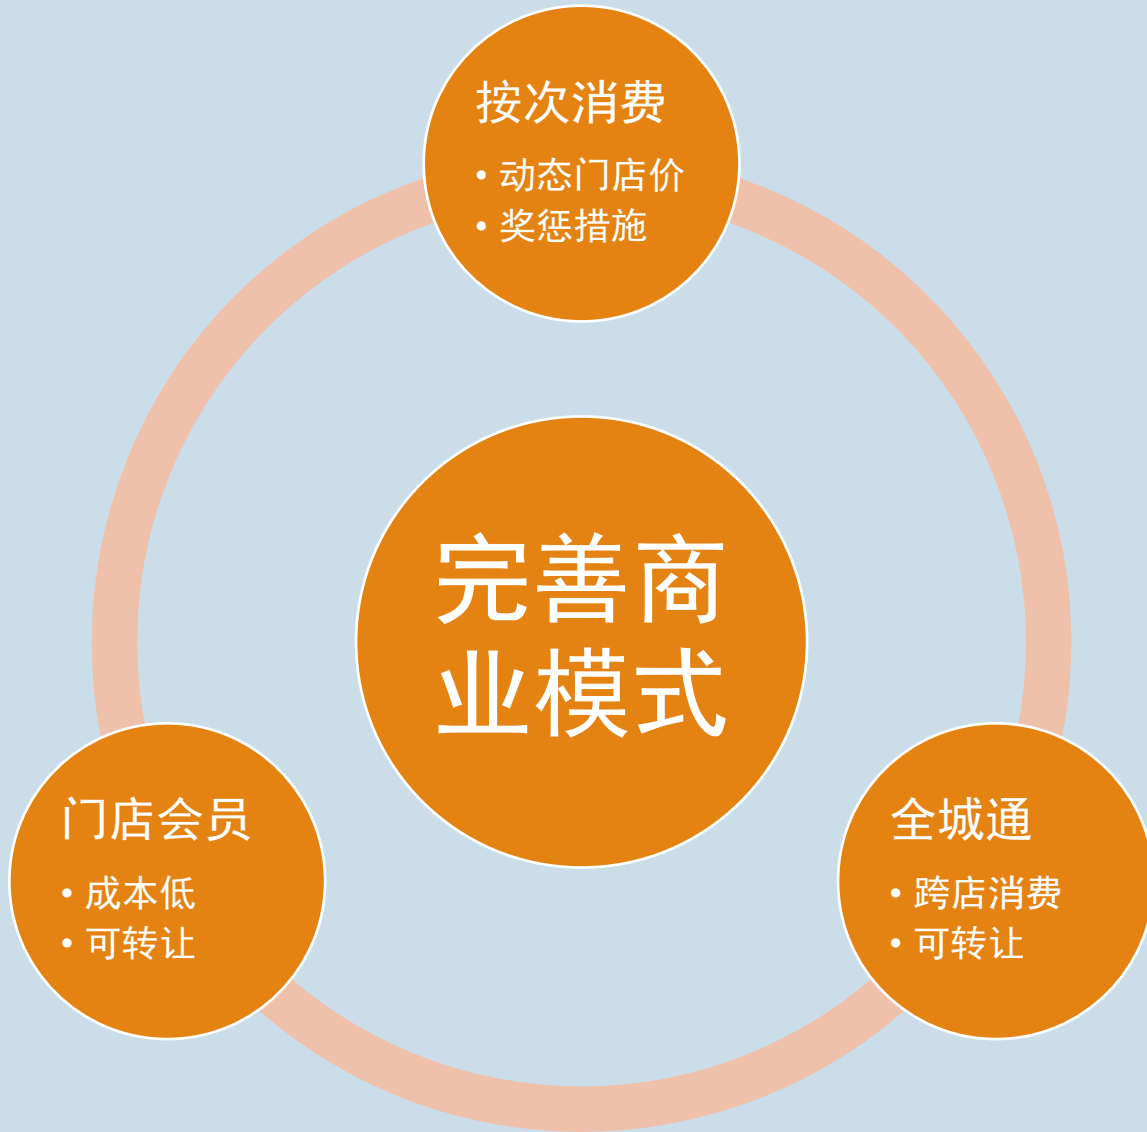 按次消费
• 动态门店价
• 奖惩措施
完善商
业模式
门店会员
• 成本低
• 可转让
全城通
• 跨店消费
• 可转让